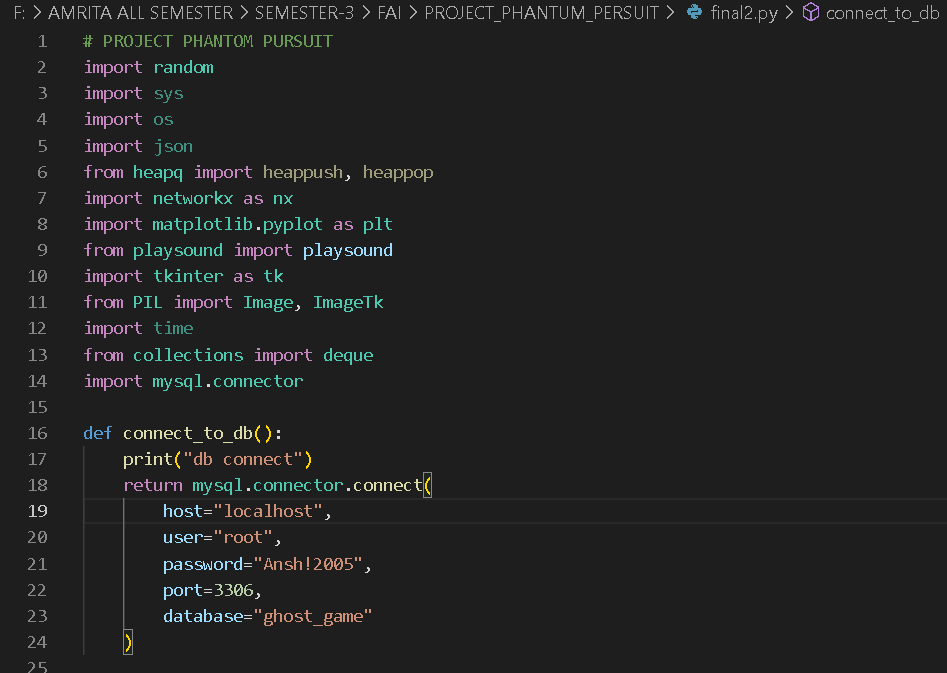 F: > AMRITA ALL SEMESTER > SEMESTER-3 > FAI > PROJECT_PHANTUM_PERSUIT > final2.py > connect_to_db
1 # PROJECT PHANTOM PURSUIT
2 import random
3 import sys
4 import os
5 import json
6 from heapq import heappush, heappop
7 import networkx as nx
8 import matplotlib.pyplot as plt
9 from playsound import playsound
10 import tkinter as tk
11 from PIL import Image, ImageTk
12 import time
13 from collections import deque
14 import mysql.connector
15
16 def connect_to_db():
17     print("db connect")
18     return mysql.connector.connect(
19         host="localhost",
20         user="root",
21         password="Ansh!2005",
22         port=3306,
23         database="ghost_game"
24     )
25